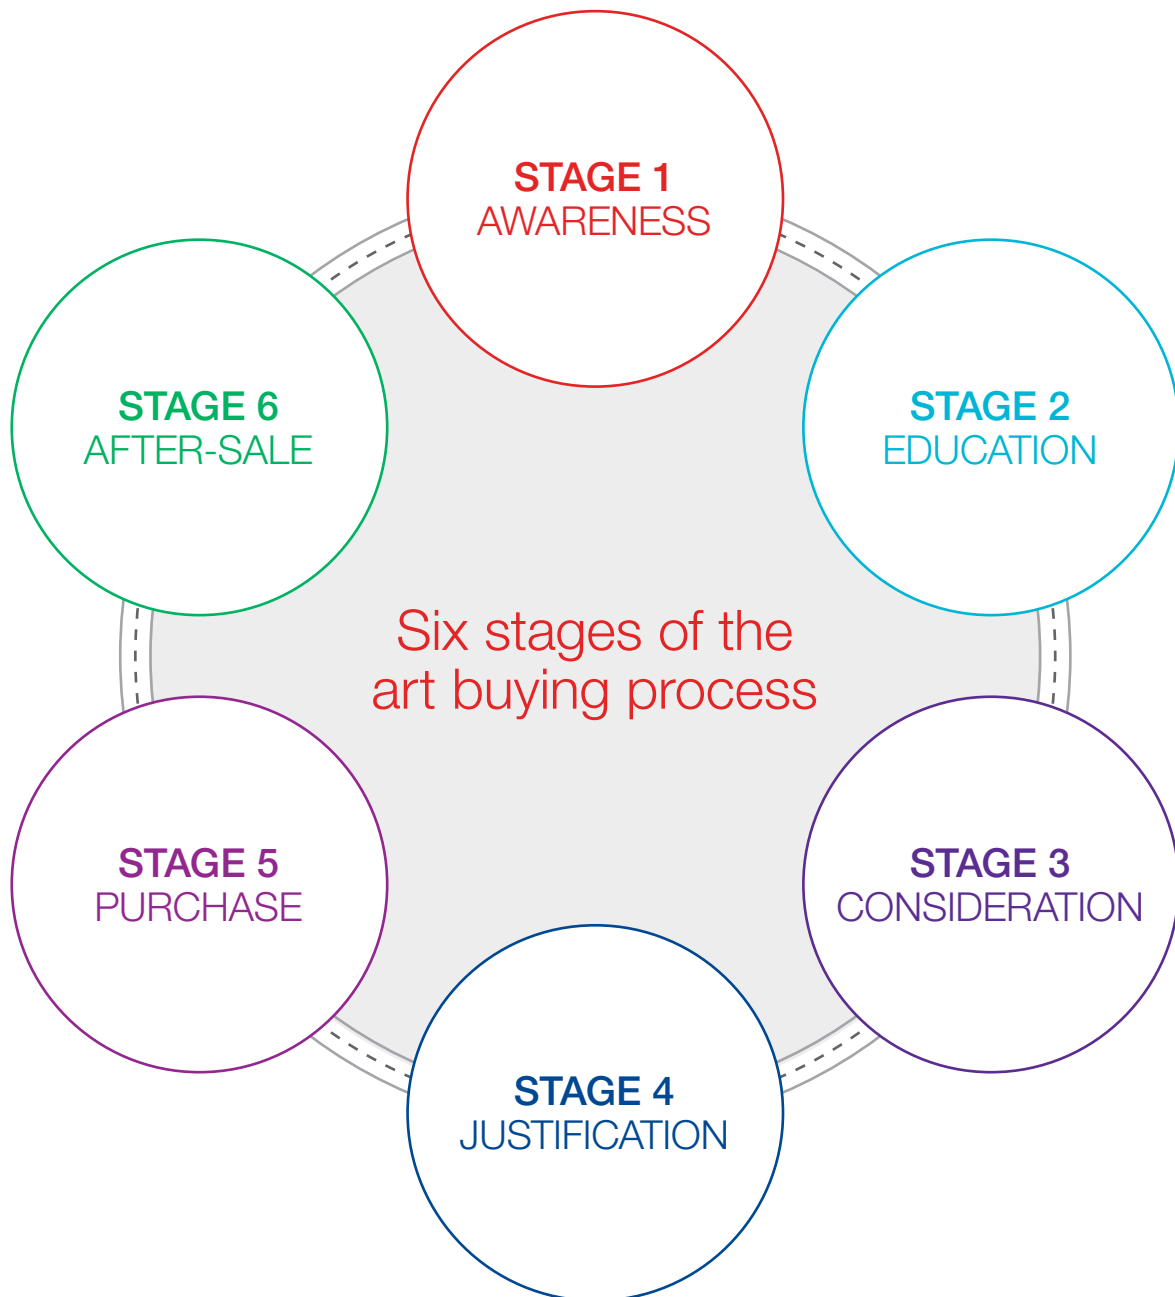 STAGE 1
AWARENESS
STAGE 2
EDUCATION
STAGE 3
CONSIDERATION
STAGE 4
JUSTIFICATION
STAGE 5
PURCHASE
STAGE 6
AFTER-SALE
Six stages of the
art buying process